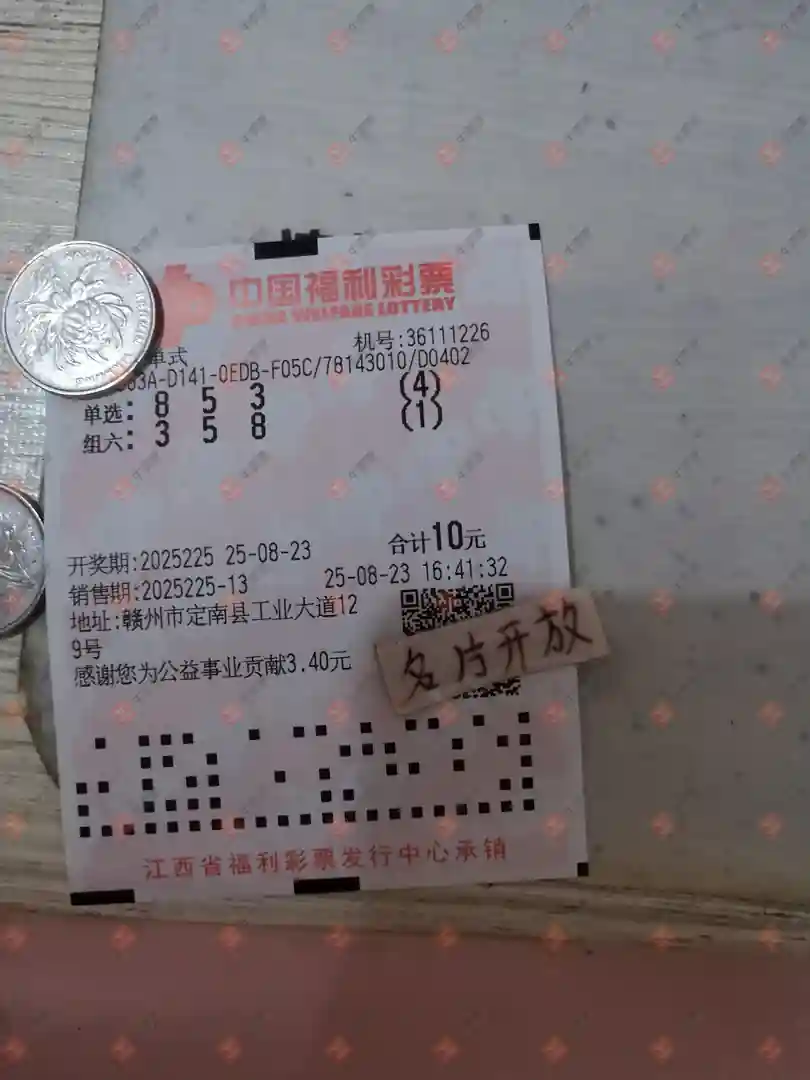 中国福利彩票
CHINA WELFARE LOTTERY
单式
机号:36111226
03A-D141-0EDB-F05C/78143010/D0402
单选: 8 5 3 (4)
组六: 3 5 8 (1)
开奖期:2025225 25-08-23 合计10元
销售期:2025225-13 25-08-23 16:41:32
地址:赣州市定南县工业大道12
9号
感谢您为公益事业贡献3.40元
名片开放
江西省福利彩票发行中心承销